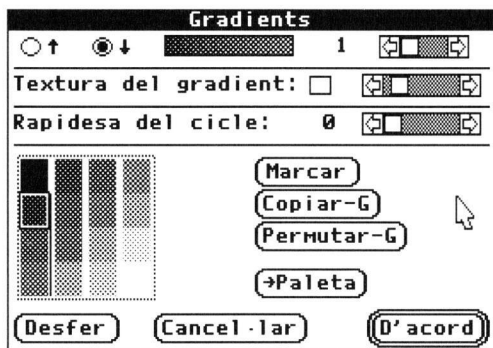 Gradients
↑ ↓ 1
Textura del gradient:
Rapidesa del cicle: 0
Marcar
Copiar-G
Permutar-G
→Paleta
Desfer Cancel·lar D'acord